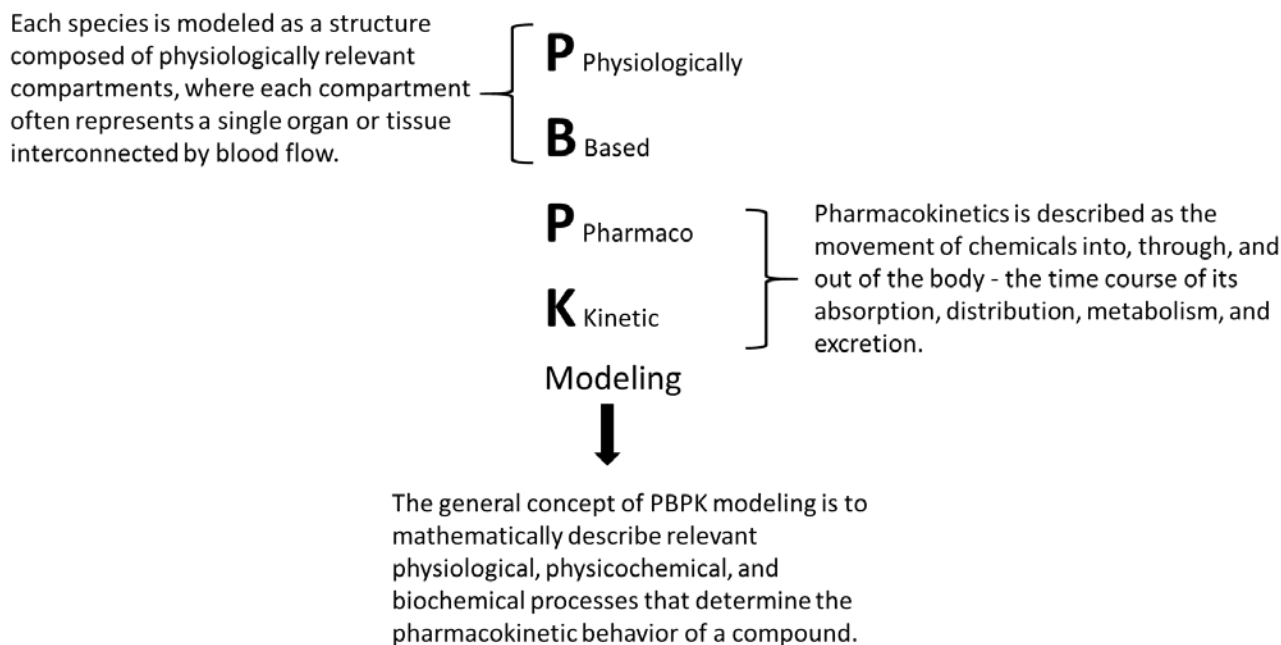 Each species is modeled as a structure
composed of physiologically relevant
compartments, where each compartment
often represents a single organ or tissue
interconnected by blood flow.
P Physiologically
B Based
P Pharmaco
K Kinetic
Modeling
Pharmacokinetics is described as the
movement of chemicals into, through, and
out of the body - the time course of its
absorption, distribution, metabolism, and
excretion.
The general concept of PBPK modeling is to
mathematically describe relevant
physiological, physicochemical, and
biochemical processes that determine the
pharmacokinetic behavior of a compound.